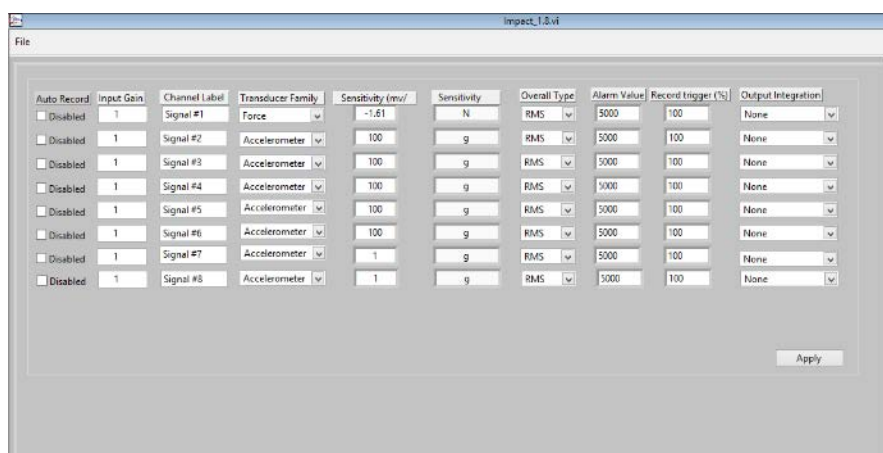 Impact_1.8.vi
File
Auto Record Input Gain Channel Label Transducer Family Sensitivity (mv/ Sensitivity Overall Type Alarm Value Record trigger (%) Output Integration
Disabled 1 Signal #1 Force -1.61 N RMS 5000 100 None
Disabled 1 Signal #2 Accelerometer 100 g RMS 5000 100 None
Disabled 1 Signal #3 Accelerometer 100 g RMS 5000 100 None
Disabled 1 Signal #4 Accelerometer 100 g RMS 5000 100 None
Disabled 1 Signal #5 Accelerometer 100 g RMS 5000 100 None
Disabled 1 Signal #6 Accelerometer 100 g RMS 5000 100 None
Disabled 1 Signal #7 Accelerometer 1 g RMS 5000 100 None
Disabled 1 Signal #8 Accelerometer 1 g RMS 5000 100 None
Apply